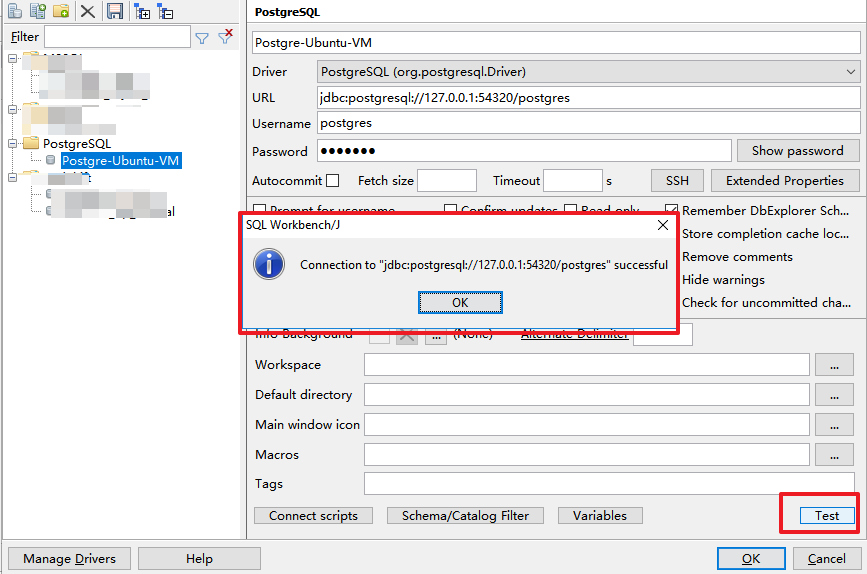 PostgreSQL
Filter
Postgre-Ubuntu-VM
Driver
PostgreSQL (org.postgresql.Driver)
URL
jdbc:postgresql://127.0.0.1:54320/postgres
Username
postgres
Password
●●●●●●●
Show password
Autocommit
Fetch size
Timeout
s
SSH
Extended Properties
PostgreSQL
Postgre-Ubuntu-VM
Prompt for username
Confirm updates
Read only
Remember DbExplorer Sch...
Store completion cache loc...
Remove comments
Hide warnings
Check for uncommitted cha...
SQL Workbench/J
Connection to "jdbc:postgresql://127.0.0.1:54320/postgres" successful
OK
Info Background
...
(None)
Alternate Delimiter
Workspace
...
Default directory
...
Main window icon
...
Macros
...
Tags
Connect scripts
Schema/Catalog Filter
Variables
Test
Manage Drivers
Help
OK
Cancel